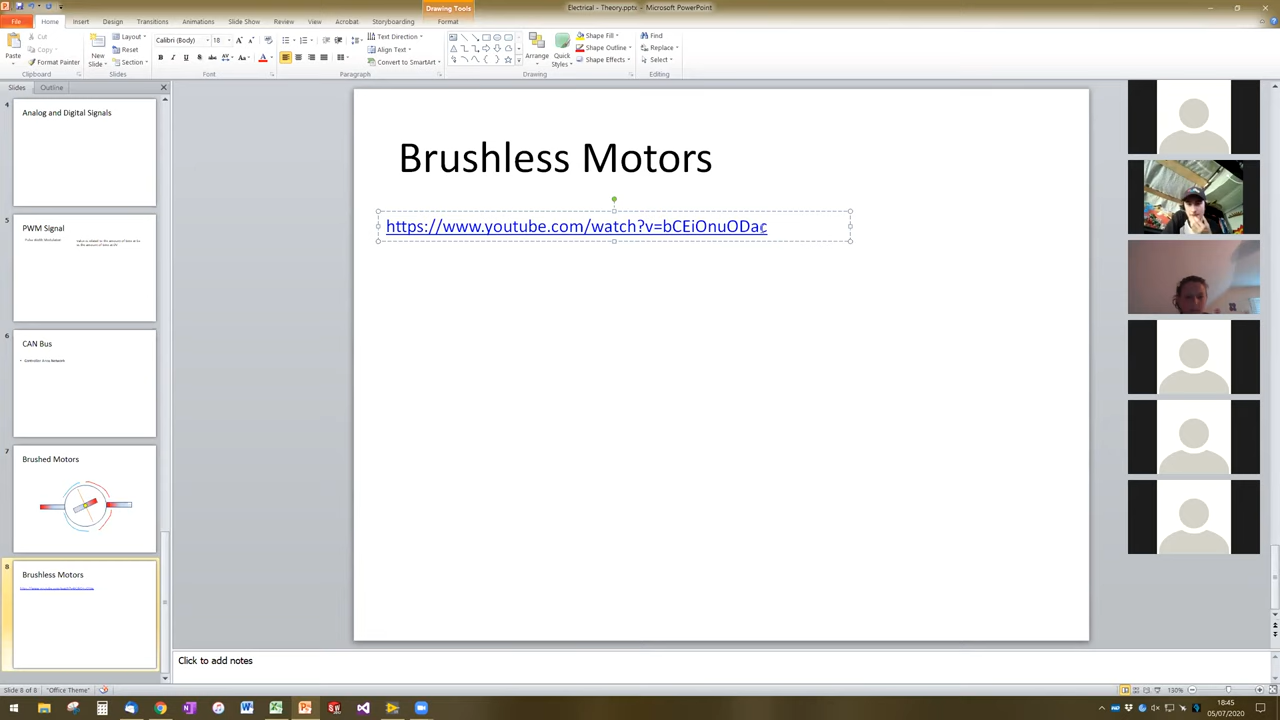 Drawing Tools
Electrical - Theory.pptx - Microsoft PowerPoint
File
Home
Insert
Design
Transitions
Animations
Slide Show
Review
View
Acrobat
Storyboarding
Format
Paste
Cut
Copy
Format Painter
Clipboard
New
Slide
Layout
Reset
Section
Slides
Calibri (Body)
18
Font
Text Direction
Align Text
Convert to SmartArt
Paragraph
Arrange
Quick
Styles
Shape Fill
Shape Outline
Shape Effects
Drawing
Find
Replace
Select
Editing
Slides
Outline
4
Analog and Digital Signals
5
PWM Signal
6
CAN Bus
7
Brushed Motors
8
Brushless Motors
Brushless Motors
https://www.youtube.com/watch?v=bCEiOnuODac
Click to add notes
Slide 8 of 8
"Office Theme"
130%
18:45
05/07/2020